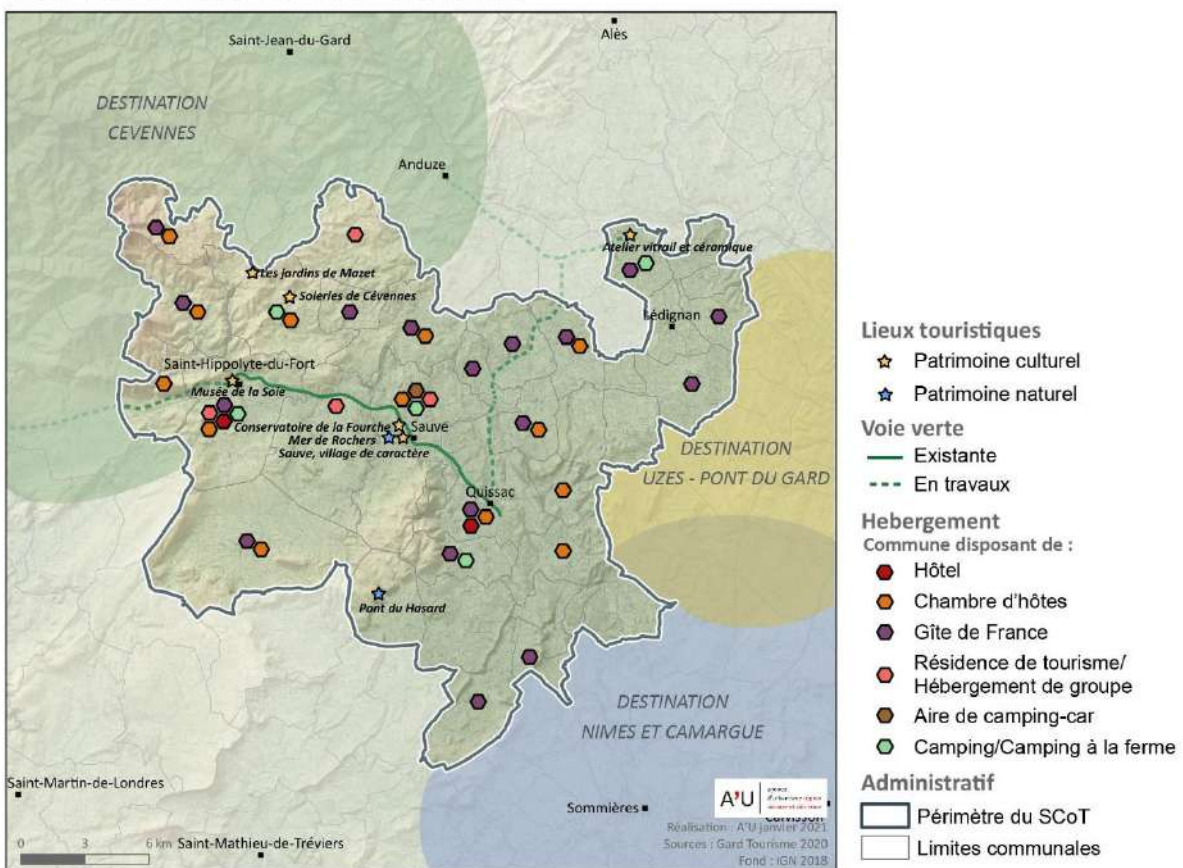 Saint-Jean-du-Gard
Alès
DESTINATION
CEVENNES
Anduze
Atelier vitrail et céramique
Les jardins de Mazet
Soieries de Cévennes
Lédignan
Saint-Hippolyte-du-Fort
Musée de la Soie
Conservatoire de la Fourche
Sauve
Mer de Rochers
Sauve, village de caractère
DESTINATION
UZES - PONT DU GARD
Quissac
Pont du Hasard
DESTINATION
NIMES ET CAMARGUE
Saint-Martin-de-Londres
Sommières
A'U
Calvisson
0 3 6 km
Saint-Mathieu-de-Tréviers
Réalisation : A'U janvier 2021
Sources : Gard Tourisme 2020
Fond : IGN 2018
Lieux touristiques
Patrimoine culturel
Patrimoine naturel
Voie verte
Existante
En travaux
Hebergement
Commune disposant de :
Hôtel
Chambre d'hôtes
Gîte de France
Résidence de tourisme/
Hébergement de groupe
Aire de camping-car
Camping/Camping à la ferme
Administratif
Périmètre du SCoT
Limites communales